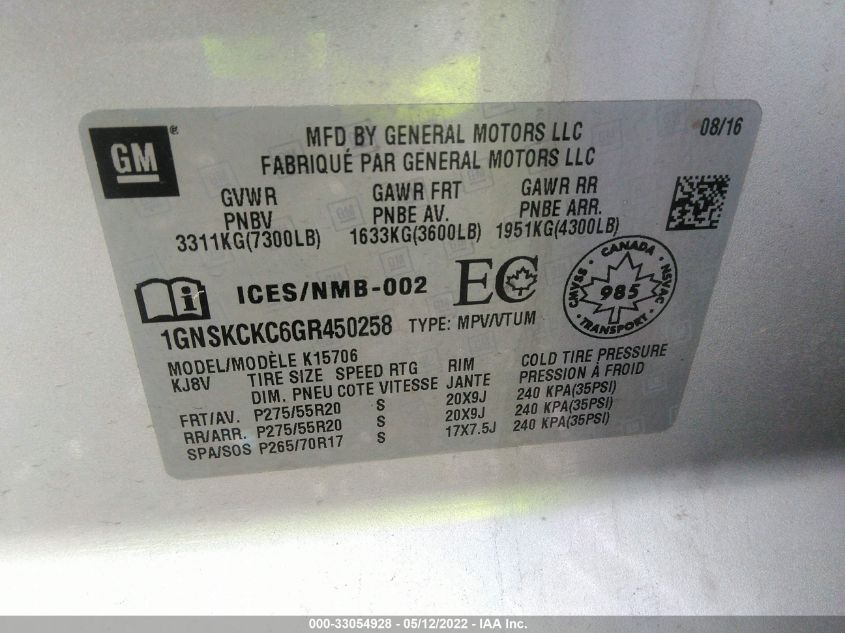 GM ®
MFD BY GENERAL MOTORS LLC
08/16
FABRIQUÉ PAR GENERAL MOTORS LLC
GVWR GAWR FRT GAWR RR
PNBV PNBE AV. PNBE ARR.
3311KG(7300LB) 1633KG(3600LB) 1951KG(4300LB)
i ICES/NMB-002 EC
CANADA
CMVSS • NSVAC
985
TRANSPORT
1GNSKCKC6GR450258 TYPE: MPV/VTUM
MODEL/MODÈLE K15706
KJ8V TIRE SIZE SPEED RTG RIM COLD TIRE PRESSURE
DIM. PNEU COTE VITESSE JANTE PRESSION À FROID
FRT/AV. P275/55R20 S 20X9J 240 KPA(35PSI)
RR/ARR. P275/55R20 S 20X9J 240 KPA(35PSI)
SPA/SOS P265/70R17 S 17X7.5J 240 KPA(35PSI)
000-33054928 - 05/12/2022 - IAA Inc.